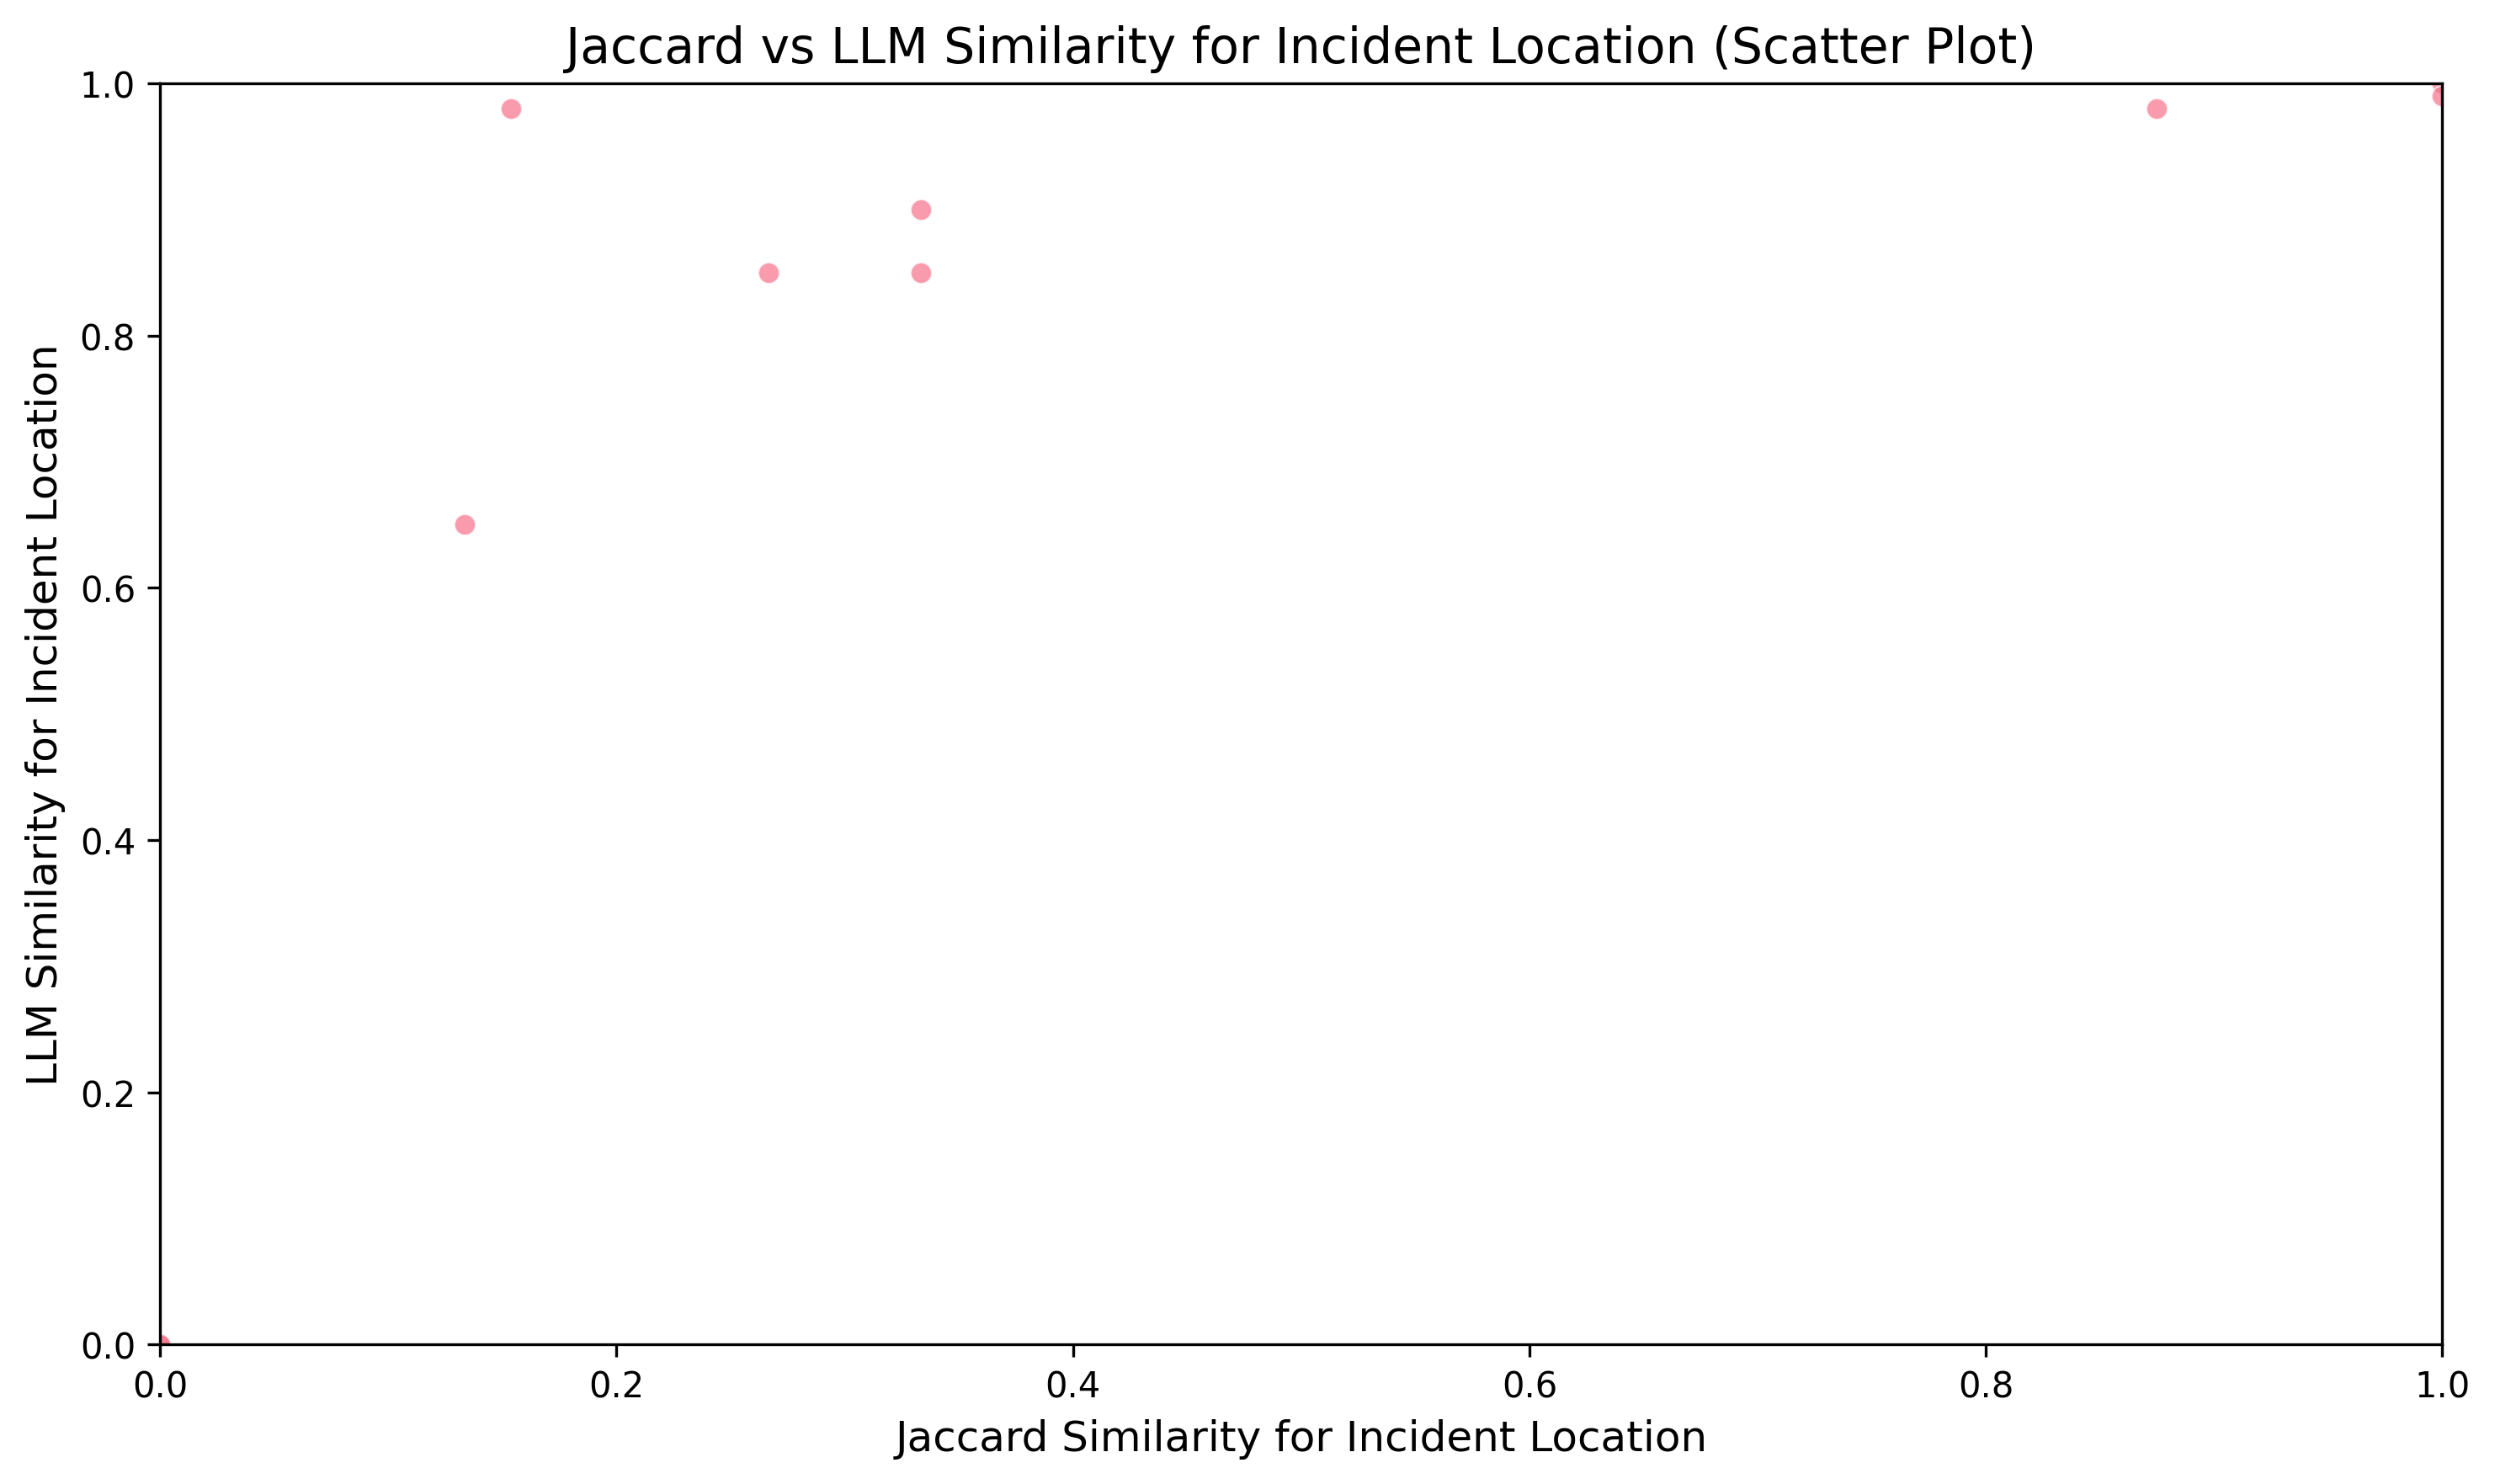 Jaccard vs LLM Similarity for Incident Location (Scatter Plot)
LLM Similarity for Incident Location
1.0
0.8
0.6
0.4
0.2
0.0
0.0 0.2 0.4 0.6 0.8 1.0
Jaccard Similarity for Incident Location